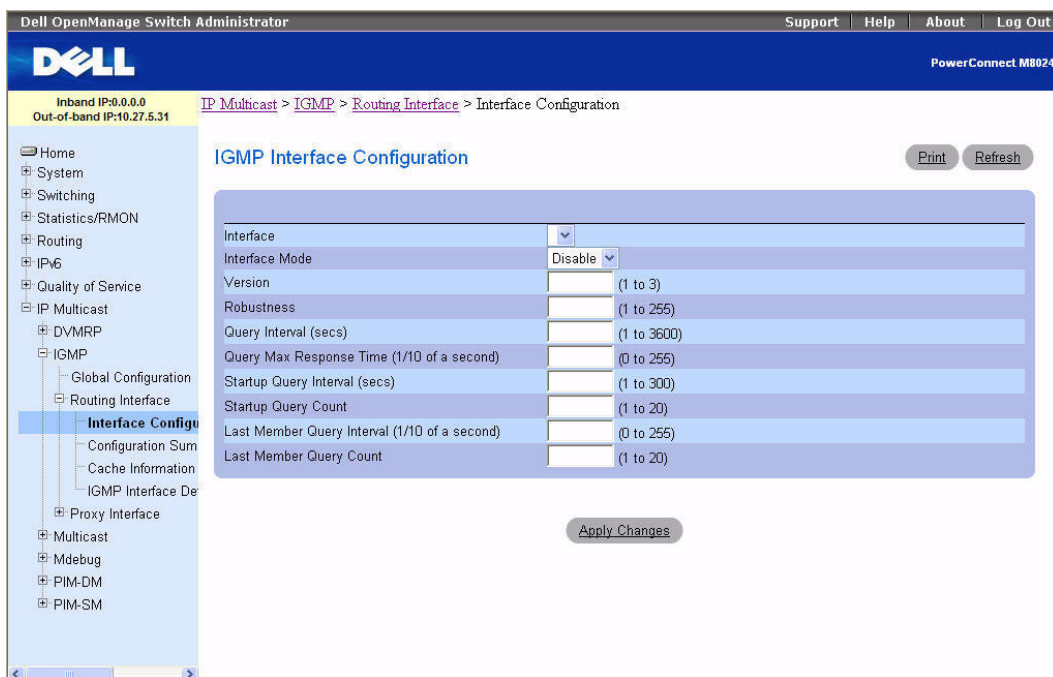 Dell OpenManage Switch Administrator
Support | Help | About | Log Out
DELL
PowerConnect M8024
Inband IP:0.0.0.0
Out-of-band IP:10.27.5.31
IP Multicast > IGMP > Routing Interface > Interface Configuration
Home
System
Switching
Statistics/RMON
Routing
IPv6
Quality of Service
IP Multicast
DVMRP
IGMP
Global Configuration
Routing Interface
Interface Configu
Configuration Sum
Cache Information
IGMP Interface De
Proxy Interface
Multicast
Mdebug
PIM-DM
PIM-SM
IGMP Interface Configuration
Print Refresh
Interface
Interface Mode Disable
Version (1 to 3)
Robustness (1 to 255)
Query Interval (secs) (1 to 3600)
Query Max Response Time (1/10 of a second) (0 to 255)
Startup Query Interval (secs) (1 to 300)
Startup Query Count (1 to 20)
Last Member Query Interval (1/10 of a second) (0 to 255)
Last Member Query Count (1 to 20)
Apply Changes